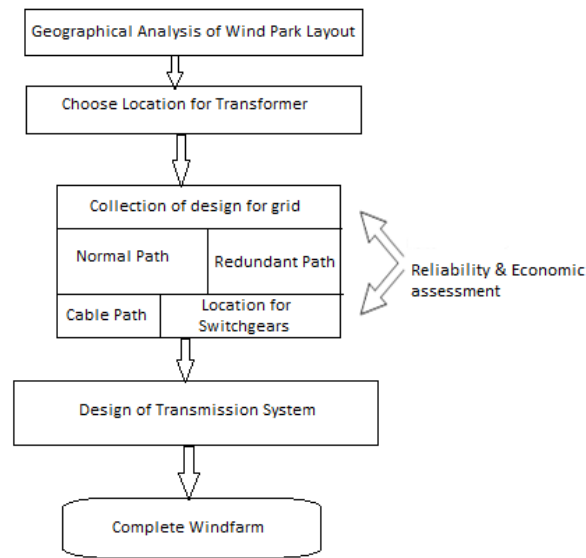 Geographical Analysis of Wind Park Layout
Choose Location for Transformer
Collection of design for grid
Normal Path
Redundant Path
Cable Path
Location for
Switchgears
Reliability & Economic
assessment
Design of Transmission System
Complete Windfarm